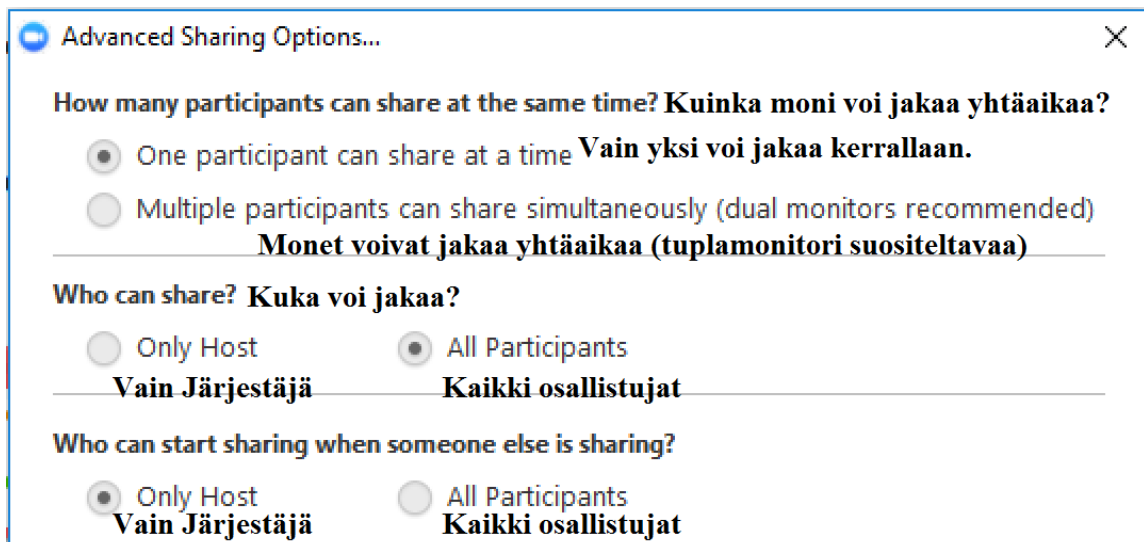 Advanced Sharing Options...
How many participants can share at the same time? Kuinka moni voi jakaa yhtäaikaa?
One participant can share at a time Vain yksi voi jakaa kerrallaan.
Multiple participants can share simultaneously (dual monitors recommended)
Monet voivat jakaa yhtäaikaa (tuplamonitori suositeltavaa)
Who can share? Kuka voi jakaa?
Only Host All Participants
Vain Järjestäjä Kaikki osallistujat
Who can start sharing when someone else is sharing?
Only Host All Participants
Vain Järjestäjä Kaikki osallistujat